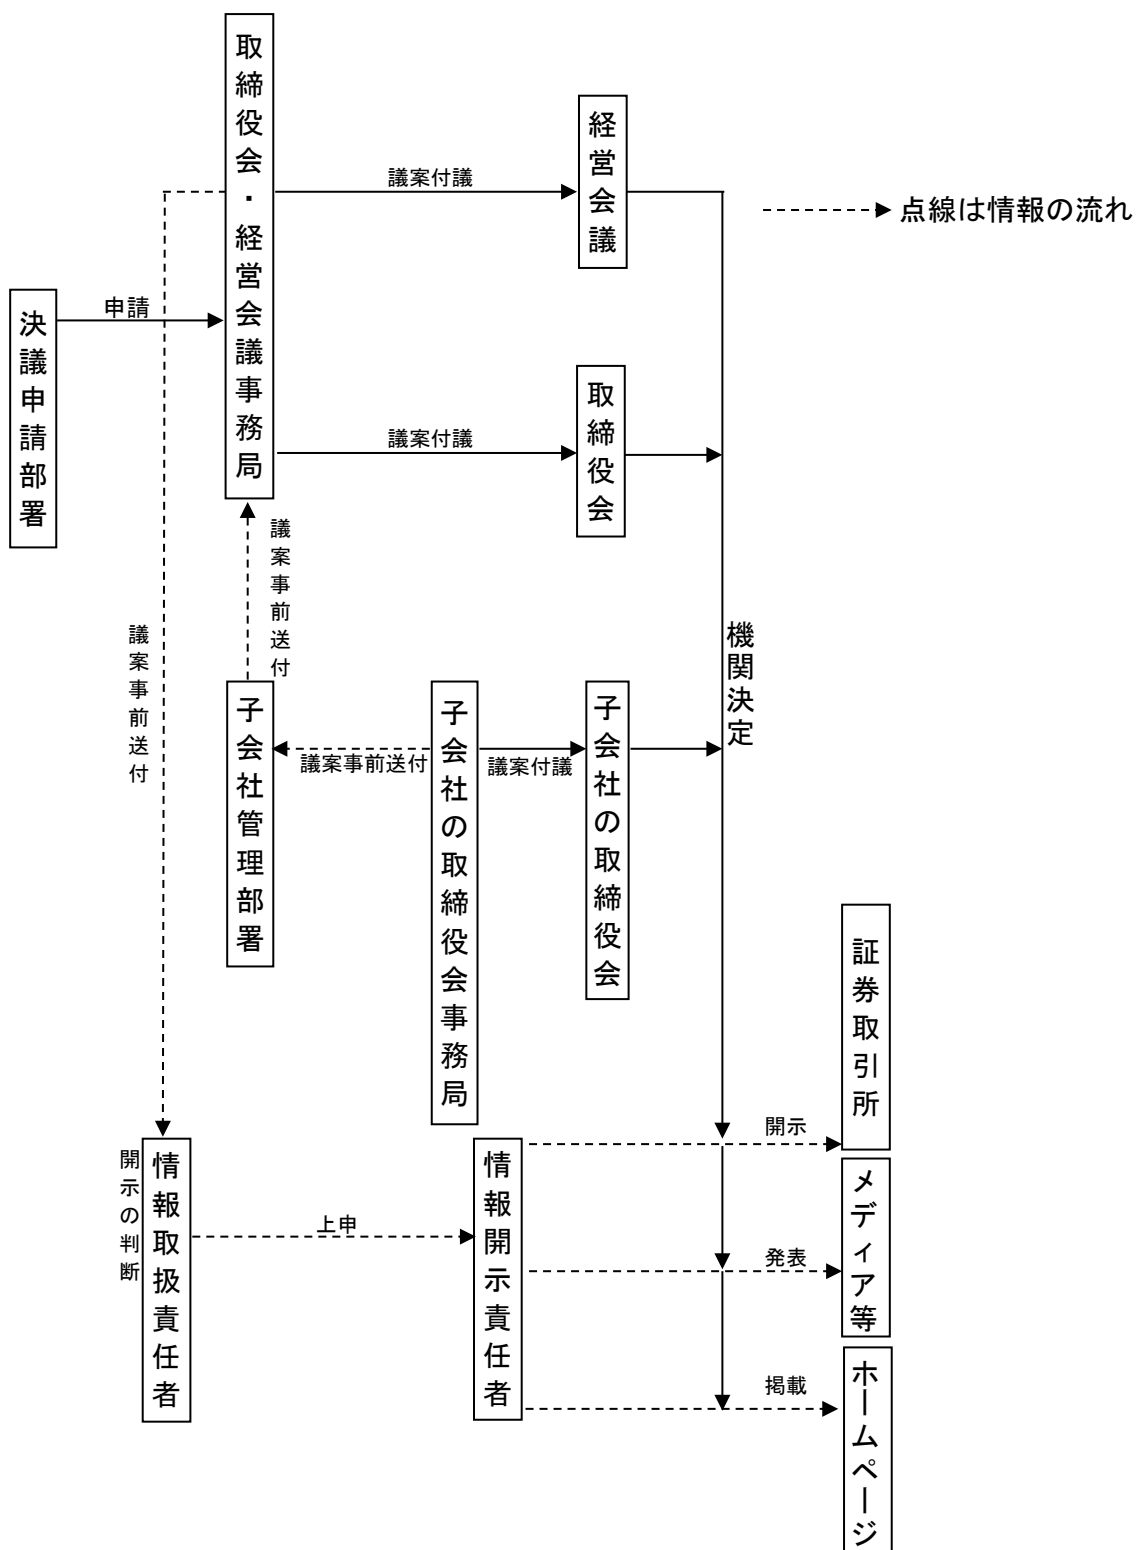 取締役会・経営会議事務局
経営会議
議案付議
点線は情報の流れ
決議申請部署
申請
取締役会
議案付議
議案事前送付
議案事前送付
機関決定
子会社管理部署
議案事前送付
子会社の取締役会事務局
議案付議
子会社の取締役会
証券取引所
開示
開示の判断
情報取扱責任者
上申
情報開示責任者
メディア等
発表
掲載
ホームページ